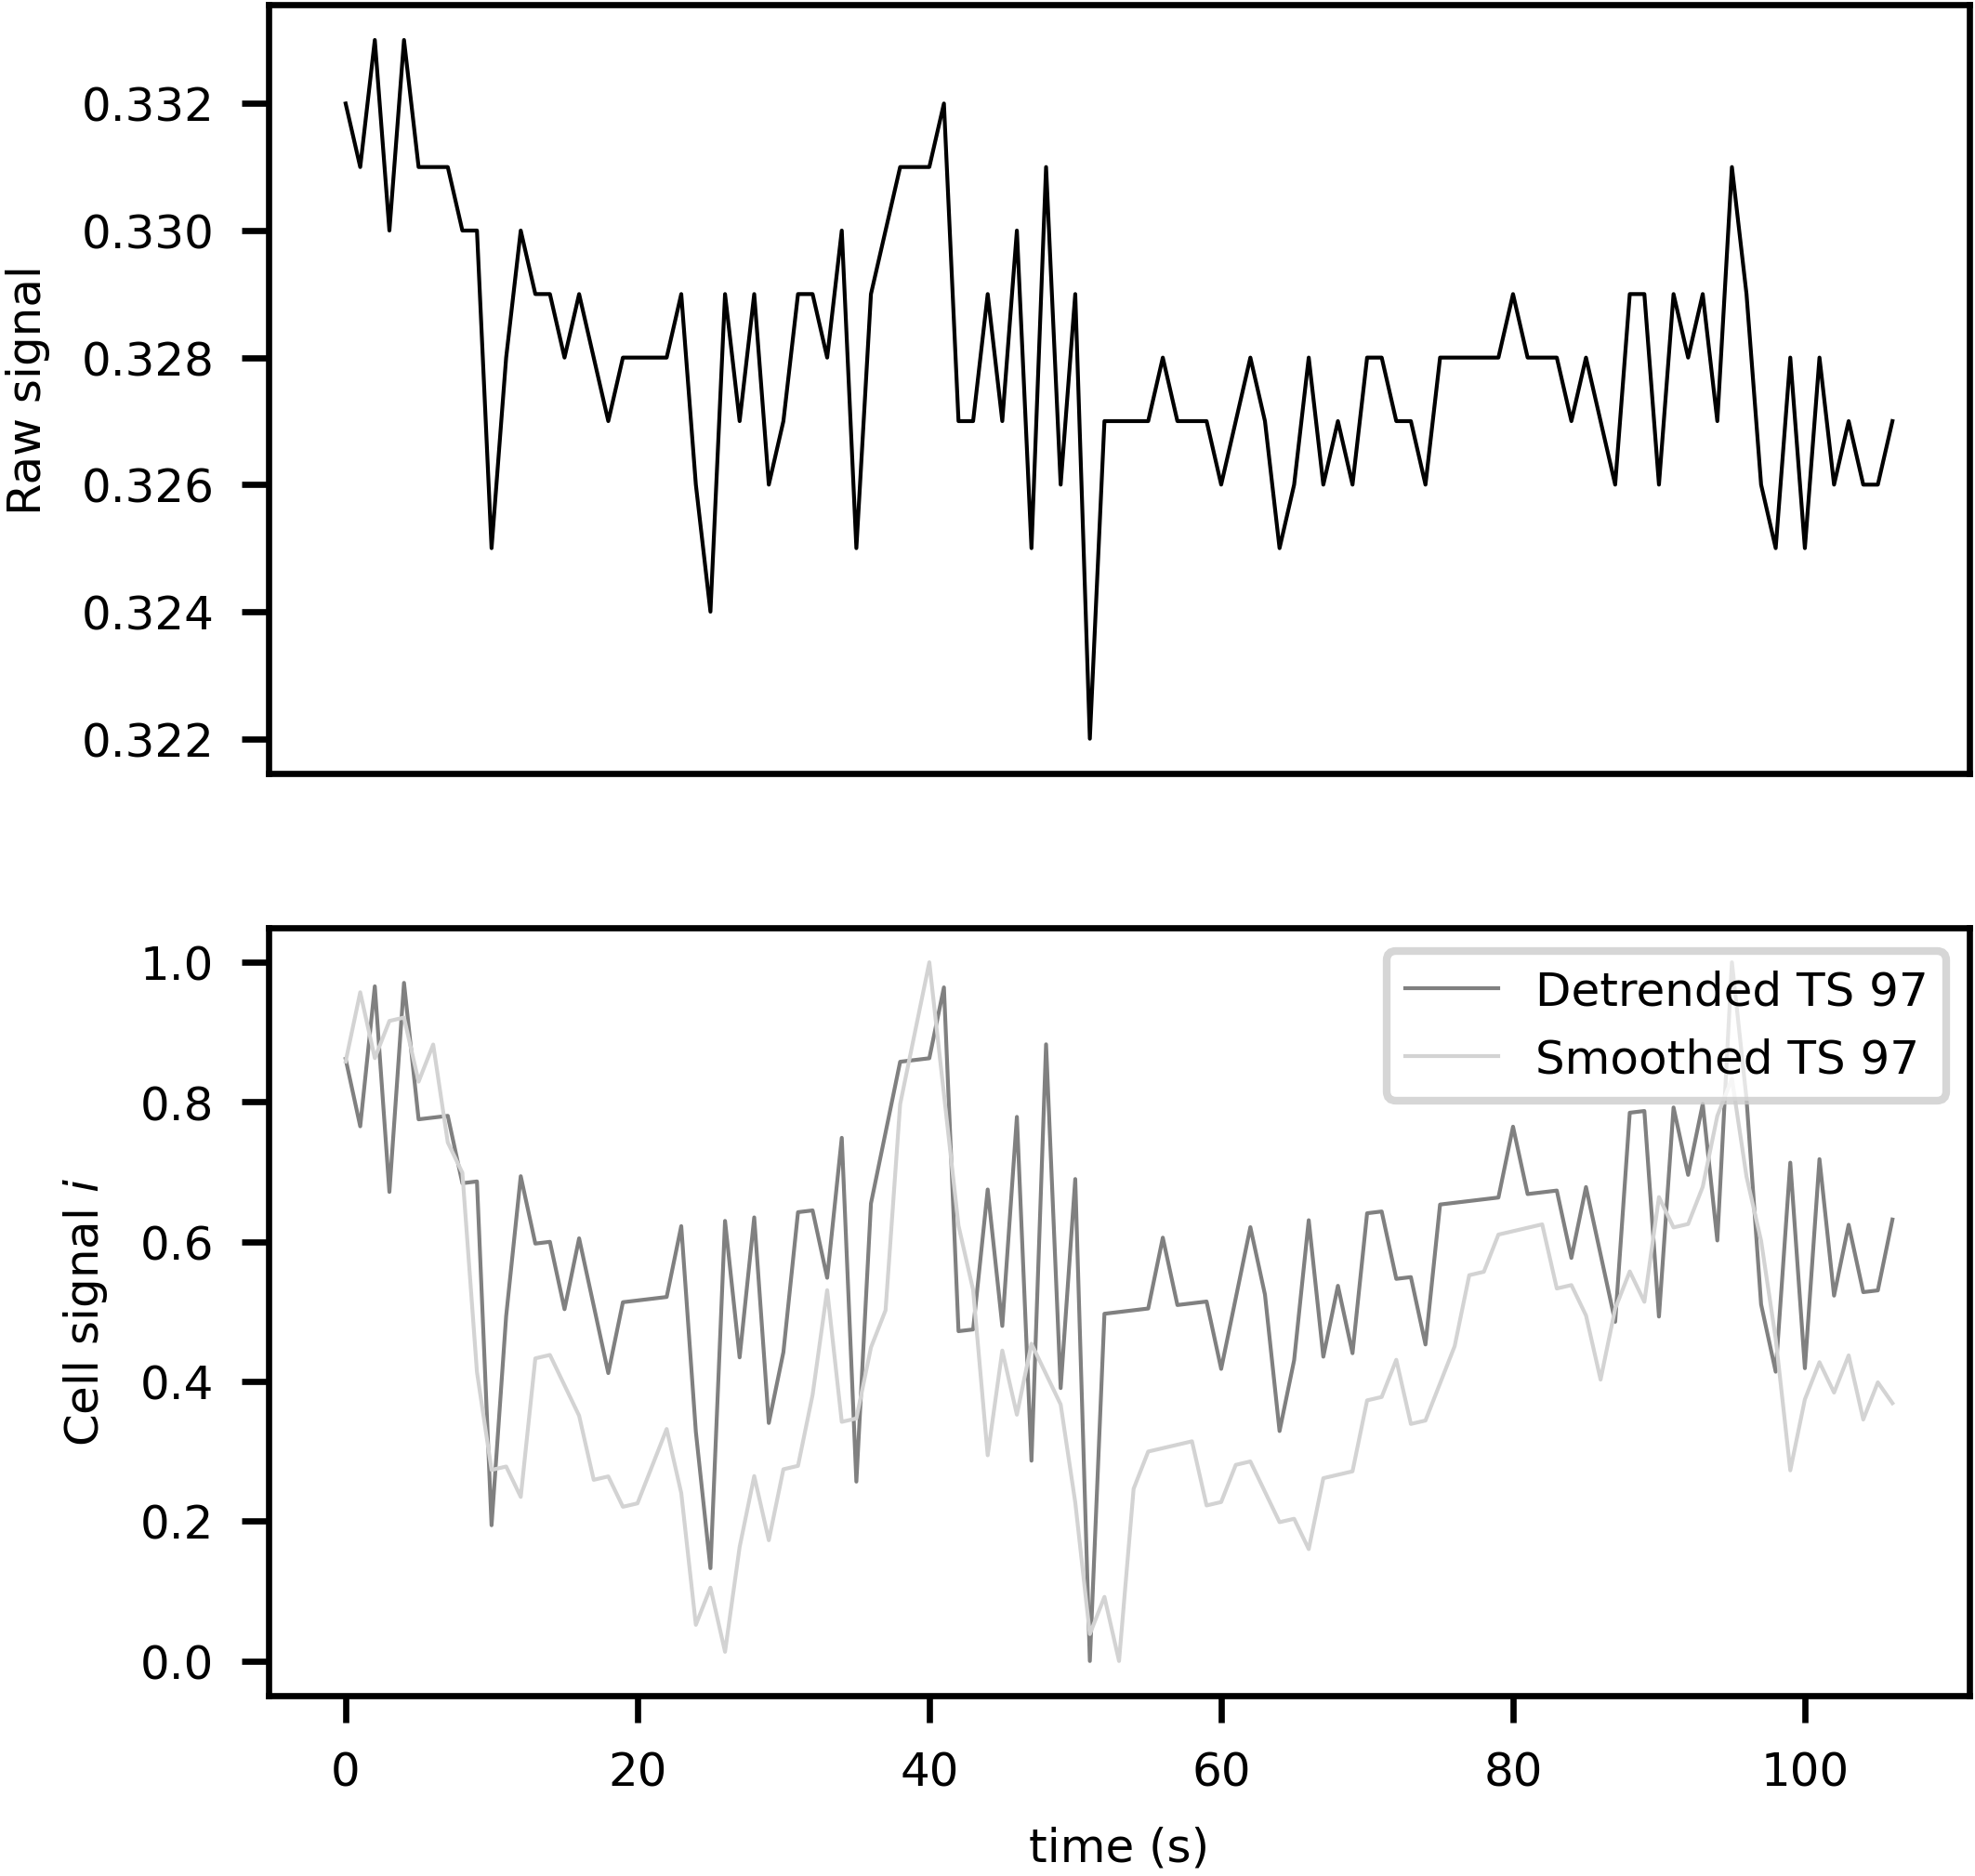 Raw signal
0.332
0.330
0.328
0.326
0.324
0.322
Cell signal i
1.0
0.8
0.6
0.4
0.2
0.0
Detrended TS 97
Smoothed TS 97
0 20 40 60 80 100
time (s)